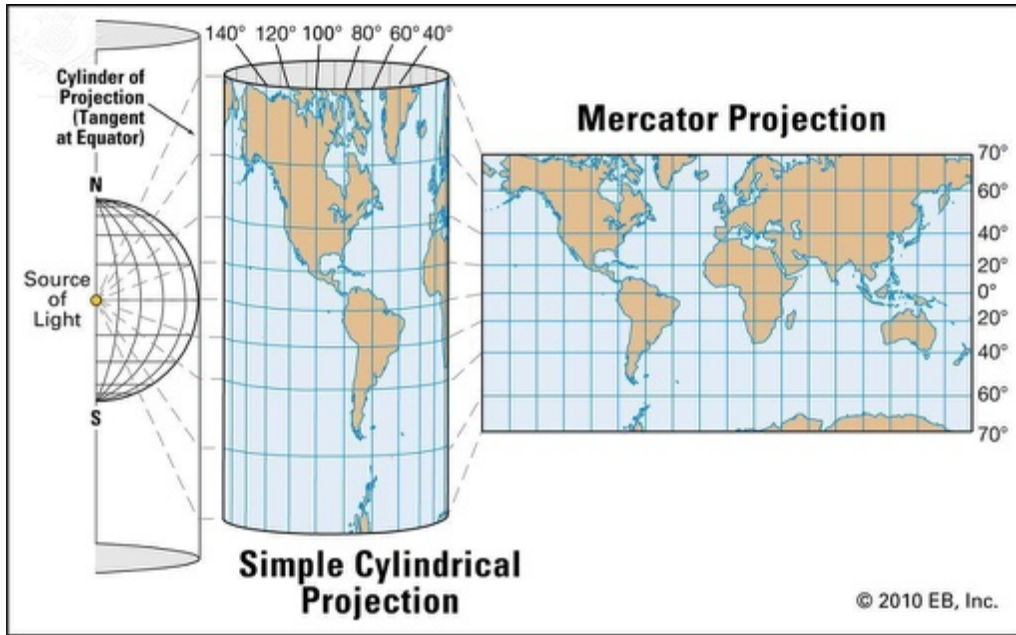 140° 120° 100° 80° 60° 40°
Cylinder of
Projection
(Tangent
at Equator)
N
Source
of
Light
S
Simple Cylindrical
Projection
Mercator Projection
70°
60°
40°
20°
0°
20°
40°
60°
70°
© 2010 EB, Inc.